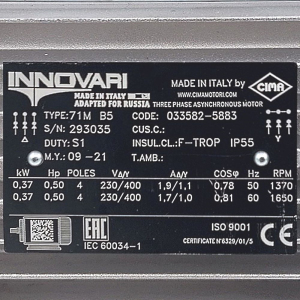 INNOVARI
MADE IN ITALY
ADAPTED FOR RUSSIA
MADE IN ITALY by CIMA
WWW.CIMAMOTORI.COM
THREE PHASE ASYNCHRONOUS MOTOR
TYPE: 71M B5 CODE: 033582-5883
S/N: 293035 CUS.C.:
DUTY: S1 INSUL.CL.: F-TROP IP55
M.Y.: 09 -21 T.AMB.:
kW Hp POLES V∆/Y A∆/Y COSφ Hz RPM
0,37 0,50 4 230/400 1,9/1,1 0,78 50 1370
0,37 0,50 4 230/400 1,7/1,0 0,81 60 1650
EAC
IEC 60034-1
ISO 9001
CERTIFICATO N°6329/01/S